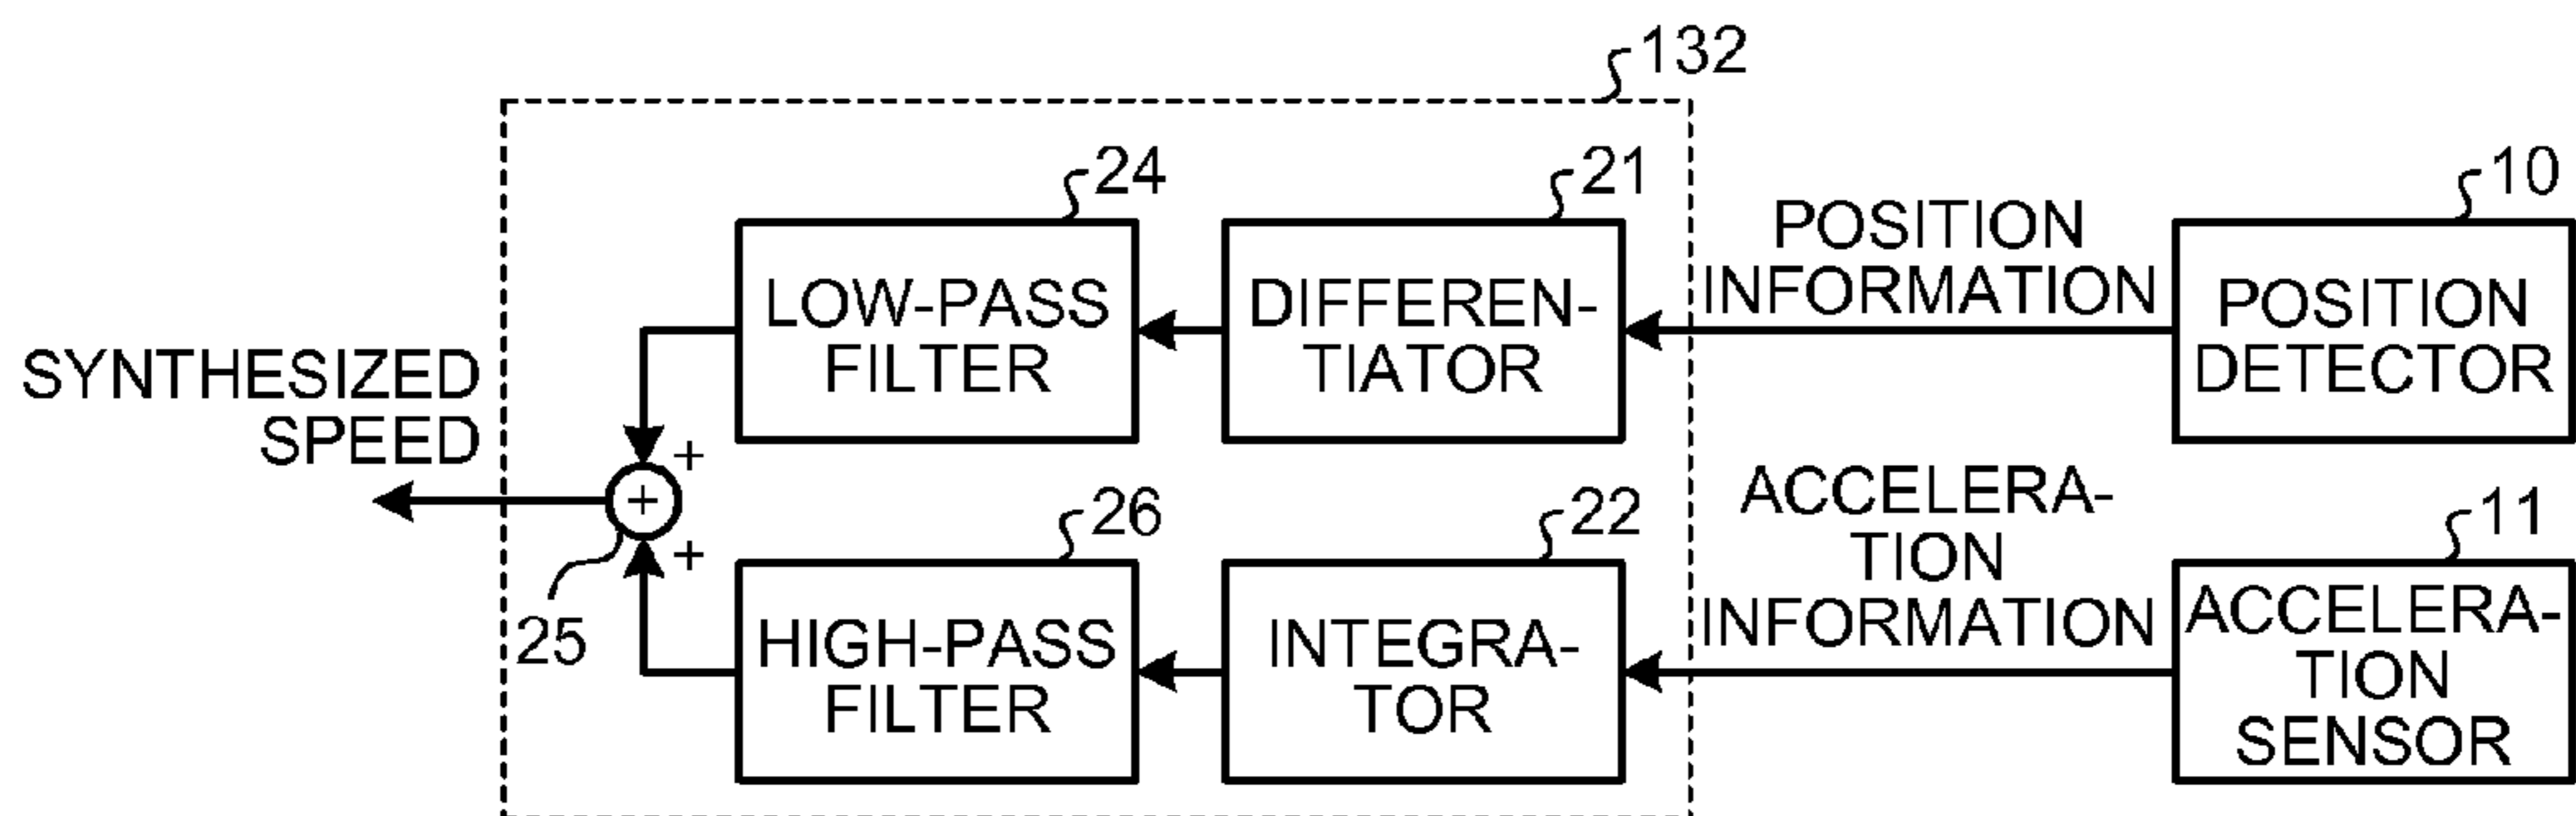 132
24
21
10
POSITION
INFORMATION
LOW-PASS
FILTER
DIFFEREN-
TIATOR
POSITION
DETECTOR
SYNTHESIZED
SPEED
+
+
+
25
26
22
11
ACCELERA-
TION
INFORMATION
HIGH-PASS
FILTER
INTEGRA-
TOR
ACCELERA-
TION
SENSOR